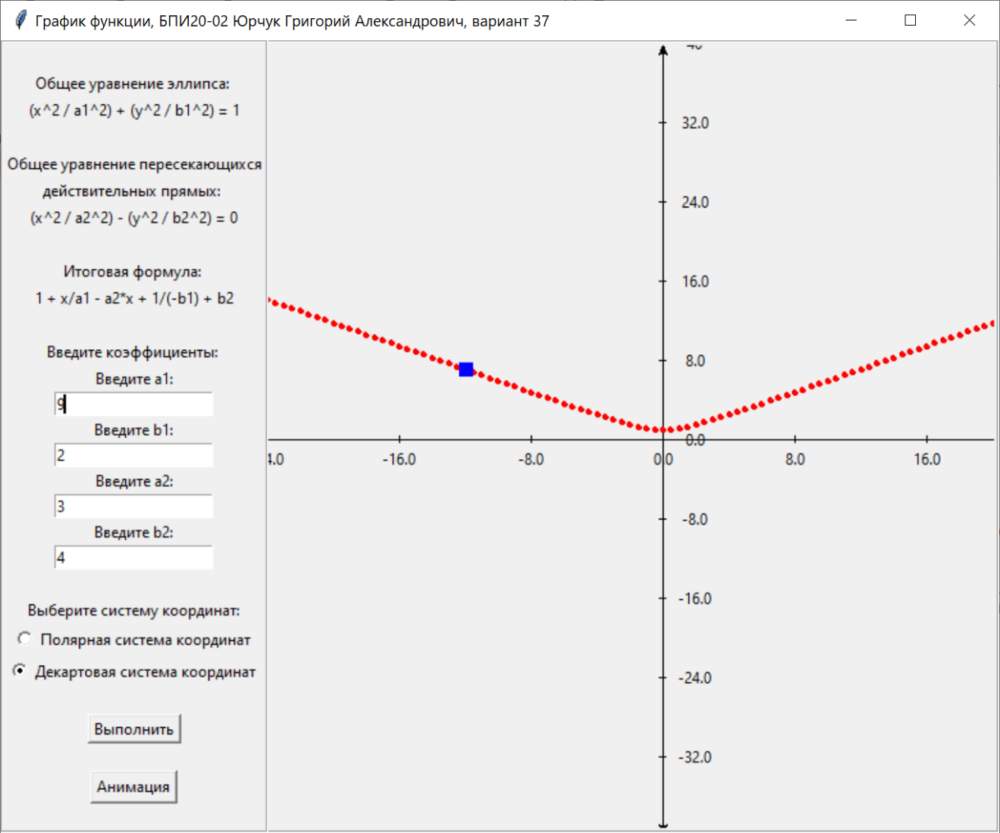 График функции, БПИ20-02 Юрчук Григорий Александрович, вариант 37
Общее уравнение эллипса:
(x^2 / a1^2) + (y^2 / b1^2) = 1
Общее уравнение пересекающихся
действительных прямых:
(x^2 / a2^2) - (y^2 / b2^2) = 0
Итоговая формула:
1 + x/a1 - a2*x + 1/(-b1) + b2
Введите коэффициенты:
Введите a1:
9
Введите b1:
2
Введите a2:
3
Введите b2:
4
Выберите систему координат:
Полярная система координат
Декартовая система координат
Выполнить
Анимация
32.0
24.0
16.0
8.0
0.0
4.0
-16.0
-8.0
0.0
8.0
16.0
-8.0
-16.0
-24.0
-32.0